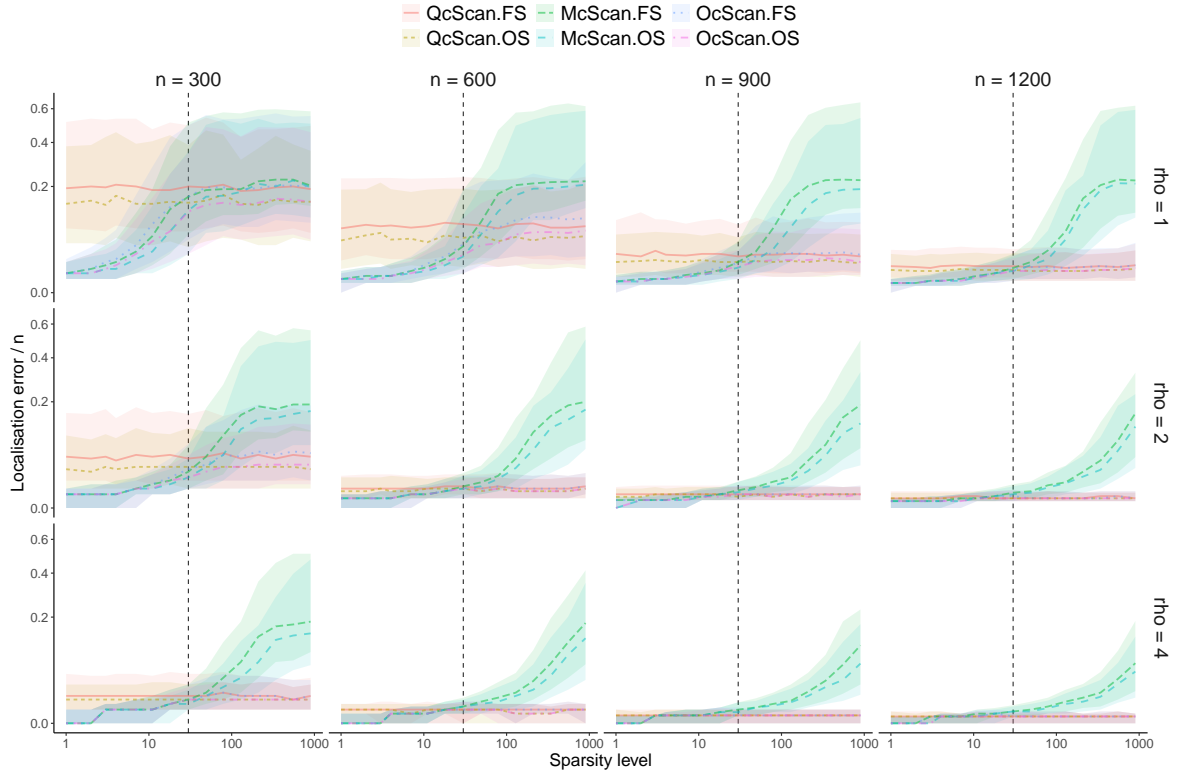 QcScan.FS McScan.FS OcScan.FS
QcScan.OS McScan.OS OcScan.OS
n = 300 n = 600 n = 900 n = 1200
0.6
0.4
0.2
0.0
rho = 1
0.6
0.4
0.2
0.0
rho = 2
0.6
0.4
0.2
0.0
rho = 4
Localisation error / n
1 10 100 1000 1 10 100 1000 1 10 100 1000 1 10 100 1000
Sparsity level